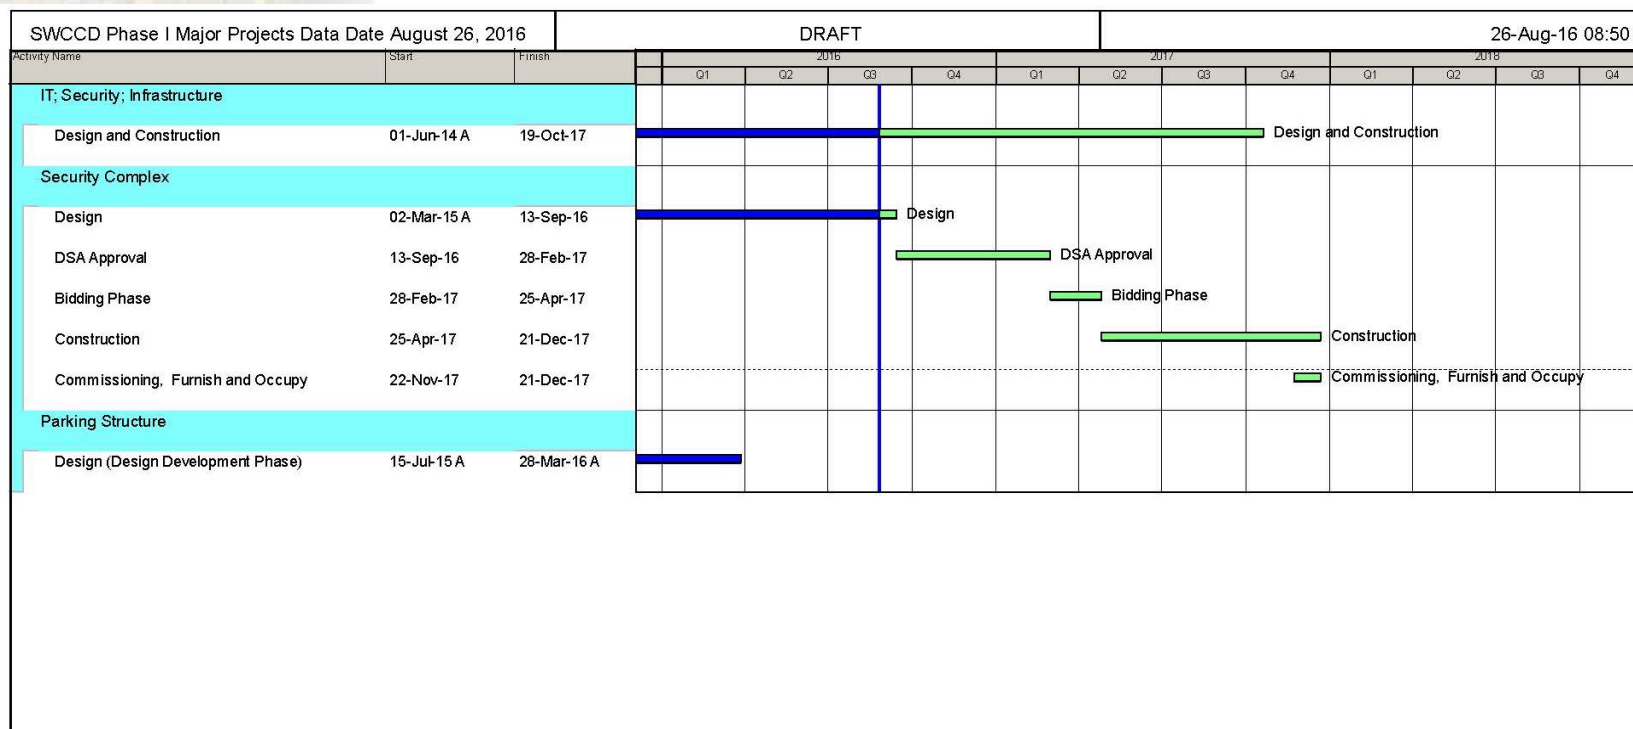 SWCCD Phase I Major Projects Data Date August 26, 2016 DRAFT 26-Aug-16 08:50
Activity Name Start Finish 2016 2017 2018
Q1 Q2 Q3 Q4 Q1 Q2 Q3 Q4 Q1 Q2 Q3 Q4
IT; Security; Infrastructure
Design and Construction 01-Jun-14 A 19-Oct-17 Design and Construction
Security Complex
Design 02-Mar-15 A 13-Sep-16 Design
DSA Approval 13-Sep-16 28-Feb-17 DSA Approval
Bidding Phase 28-Feb-17 25-Apr-17 Bidding Phase
Construction 25-Apr-17 21-Dec-17 Construction
Commissioning, Furnish and Occupy 22-Nov-17 21-Dec-17 Commissioning, Furnish and Occupy
Parking Structure
Design (Design Development Phase) 15-Jul-15 A 28-Mar-16 A